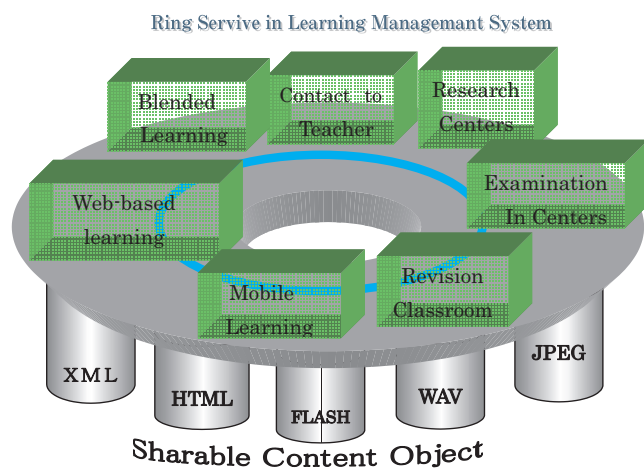 Ring Servive in Learning Managemant System
Blended
Learning
Contact to
Teacher
Research
Centers
Web-based
learning
Examination
In Centers
Mobile
Learning
Revision
Classroom
XML
HTML
FLASH
WAV
JPEG
Sharable Content Object